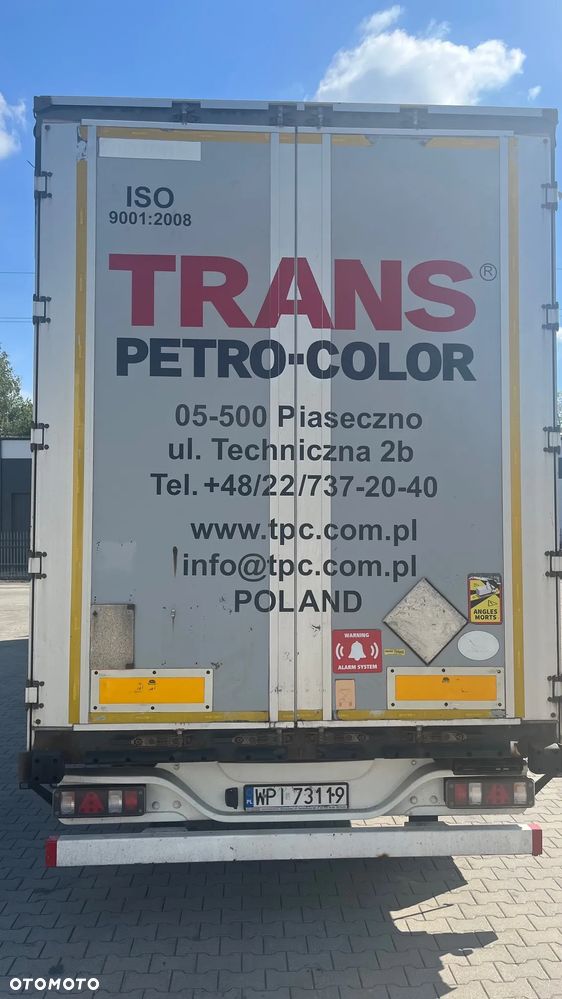 ISO
9001:2008
TRANS®
PETRO-COLOR
05-500 Piaseczno
ul. Techniczna 2b
Tel. +48/22/737-20-40
www.tpc.com.pl
info@tpc.com.pl
POLAND
ANGLES
MORTS
WARNING
ALARM SYSTEM
PL
WPI 73119
OTOMOTO